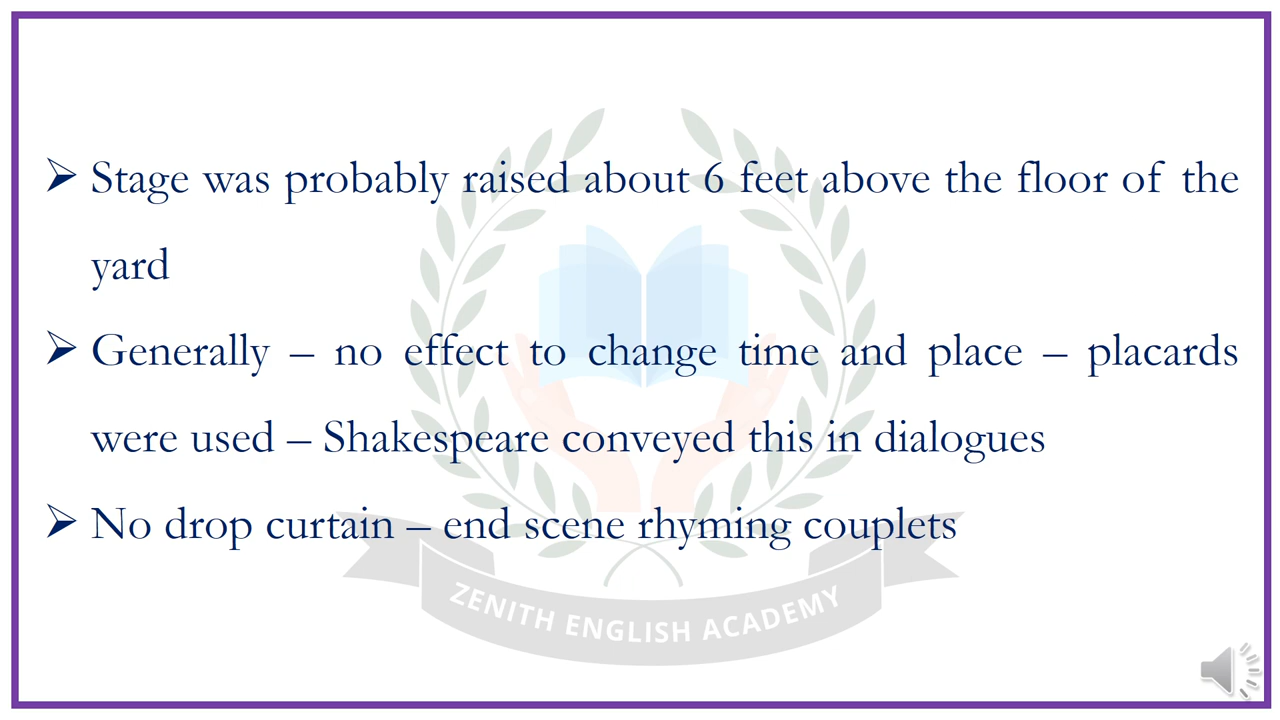 ➢ Stage was probably raised about 6 feet above the floor of the
yard
➢ Generally – no effect to change time and place – placards
were used – Shakespeare conveyed this in dialogues
➢ No drop curtain – end scene rhyming couplets
ZENITH ENGLISH ACADEMY